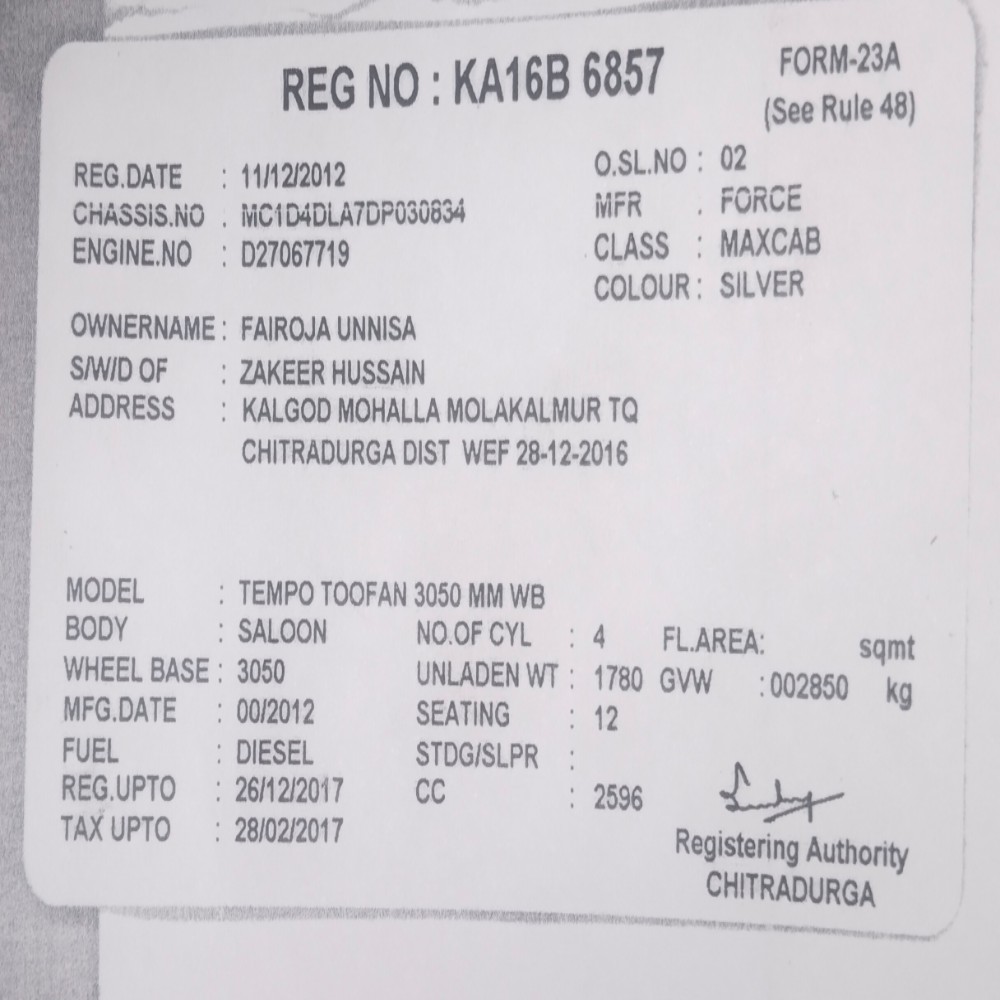 REG NO : KA16B 6857
FORM-23A
(See Rule 48)
REG.DATE : 11/12/2012
O.SL.NO : 02
CHASSIS.NO : MC1D4DLA7DP030834
MFR : FORCE
ENGINE.NO : D27067719
CLASS : MAXCAB
COLOUR : SILVER
OWNERNAME : FAIROJA UNNISA
S/W/D OF : ZAKEER HUSSAIN
ADDRESS : KALGOD MOHALLA MOLAKALMUR TQ
CHITRADURGA DIST WEF 28-12-2016
MODEL : TEMPO TOOFAN 3050 MM WB
BODY : SALOON NO.OF CYL : 4 FL.AREA: sqmt
WHEEL BASE : 3050 UNLADEN WT : 1780 GVW : 002850 kg
MFG.DATE : 00/2012 SEATING : 12
FUEL : DIESEL STDG/SLPR :
REG.UPTO : 26/12/2017 CC : 2596
TAX UPTO : 28/02/2017
Registering Authority
CHITRADURGA